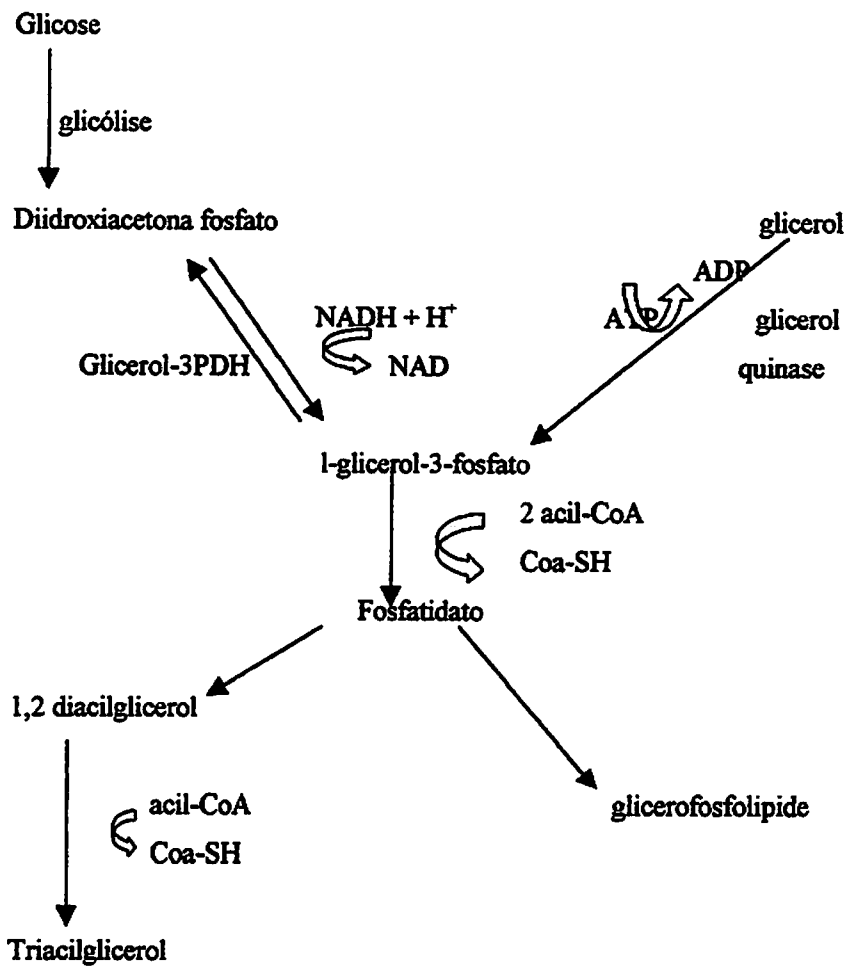 Glicose
glicólise
Diidroxiacetona fosfato
glicerol
ADP
ATP
NADH + H+
glicerol
quinase
Glicerol-3PDH
NAD
l-glicerol-3-fosfato
2 acil-CoA
Coa-SH
Fosfatidato
1,2 diacilglicerol
acil-CoA
glicerofosfolipide
Coa-SH
Triacilglicerol